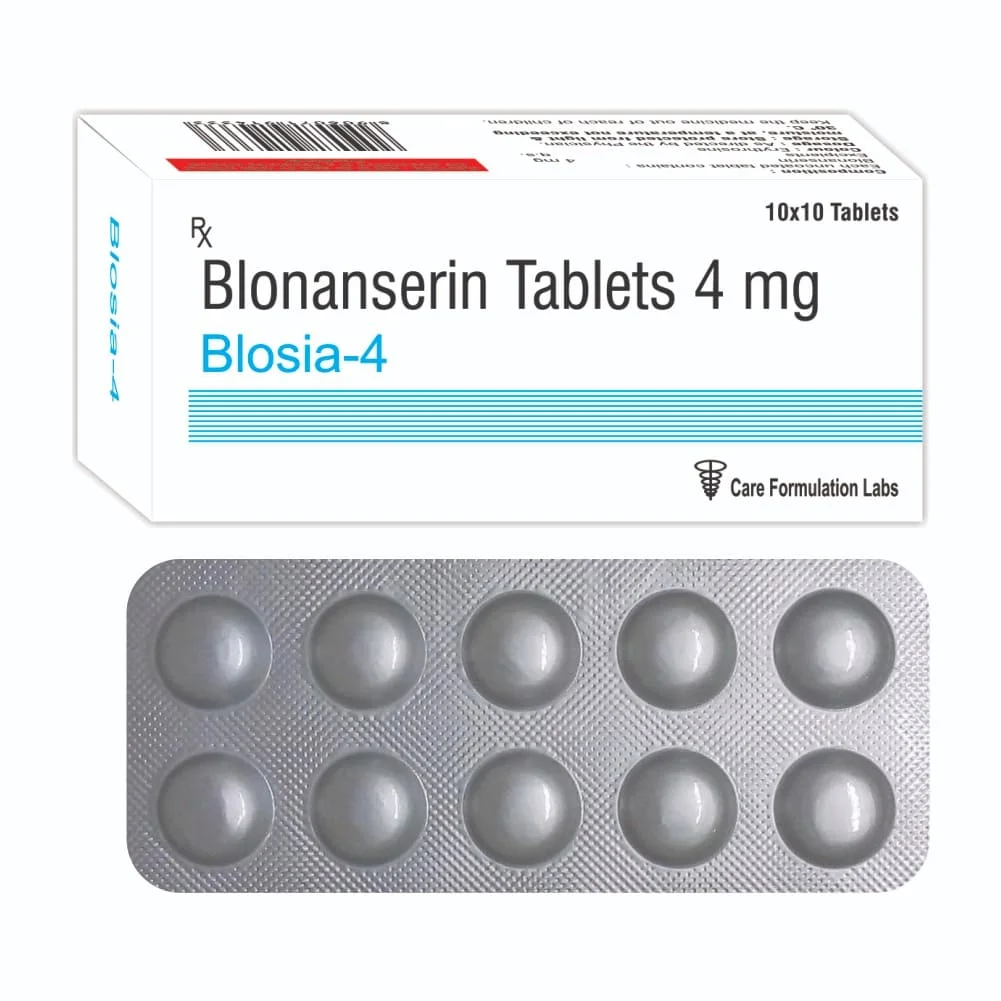 Composition :
Each uncoated tablet contains :
Blonanserin 4 mg
Excipients q.s.
Colour : Erythrosine
Dosage : As directed by the Physician.
Storage : Store protected from light &
moisture, at a temperature not exceeding
30°C.
Keep the medicine out of reach of children.
10x10 Tablets
Rx
Blonanserin Tablets 4 mg
Blosia-4
Blosia-4
Care Formulation Labs